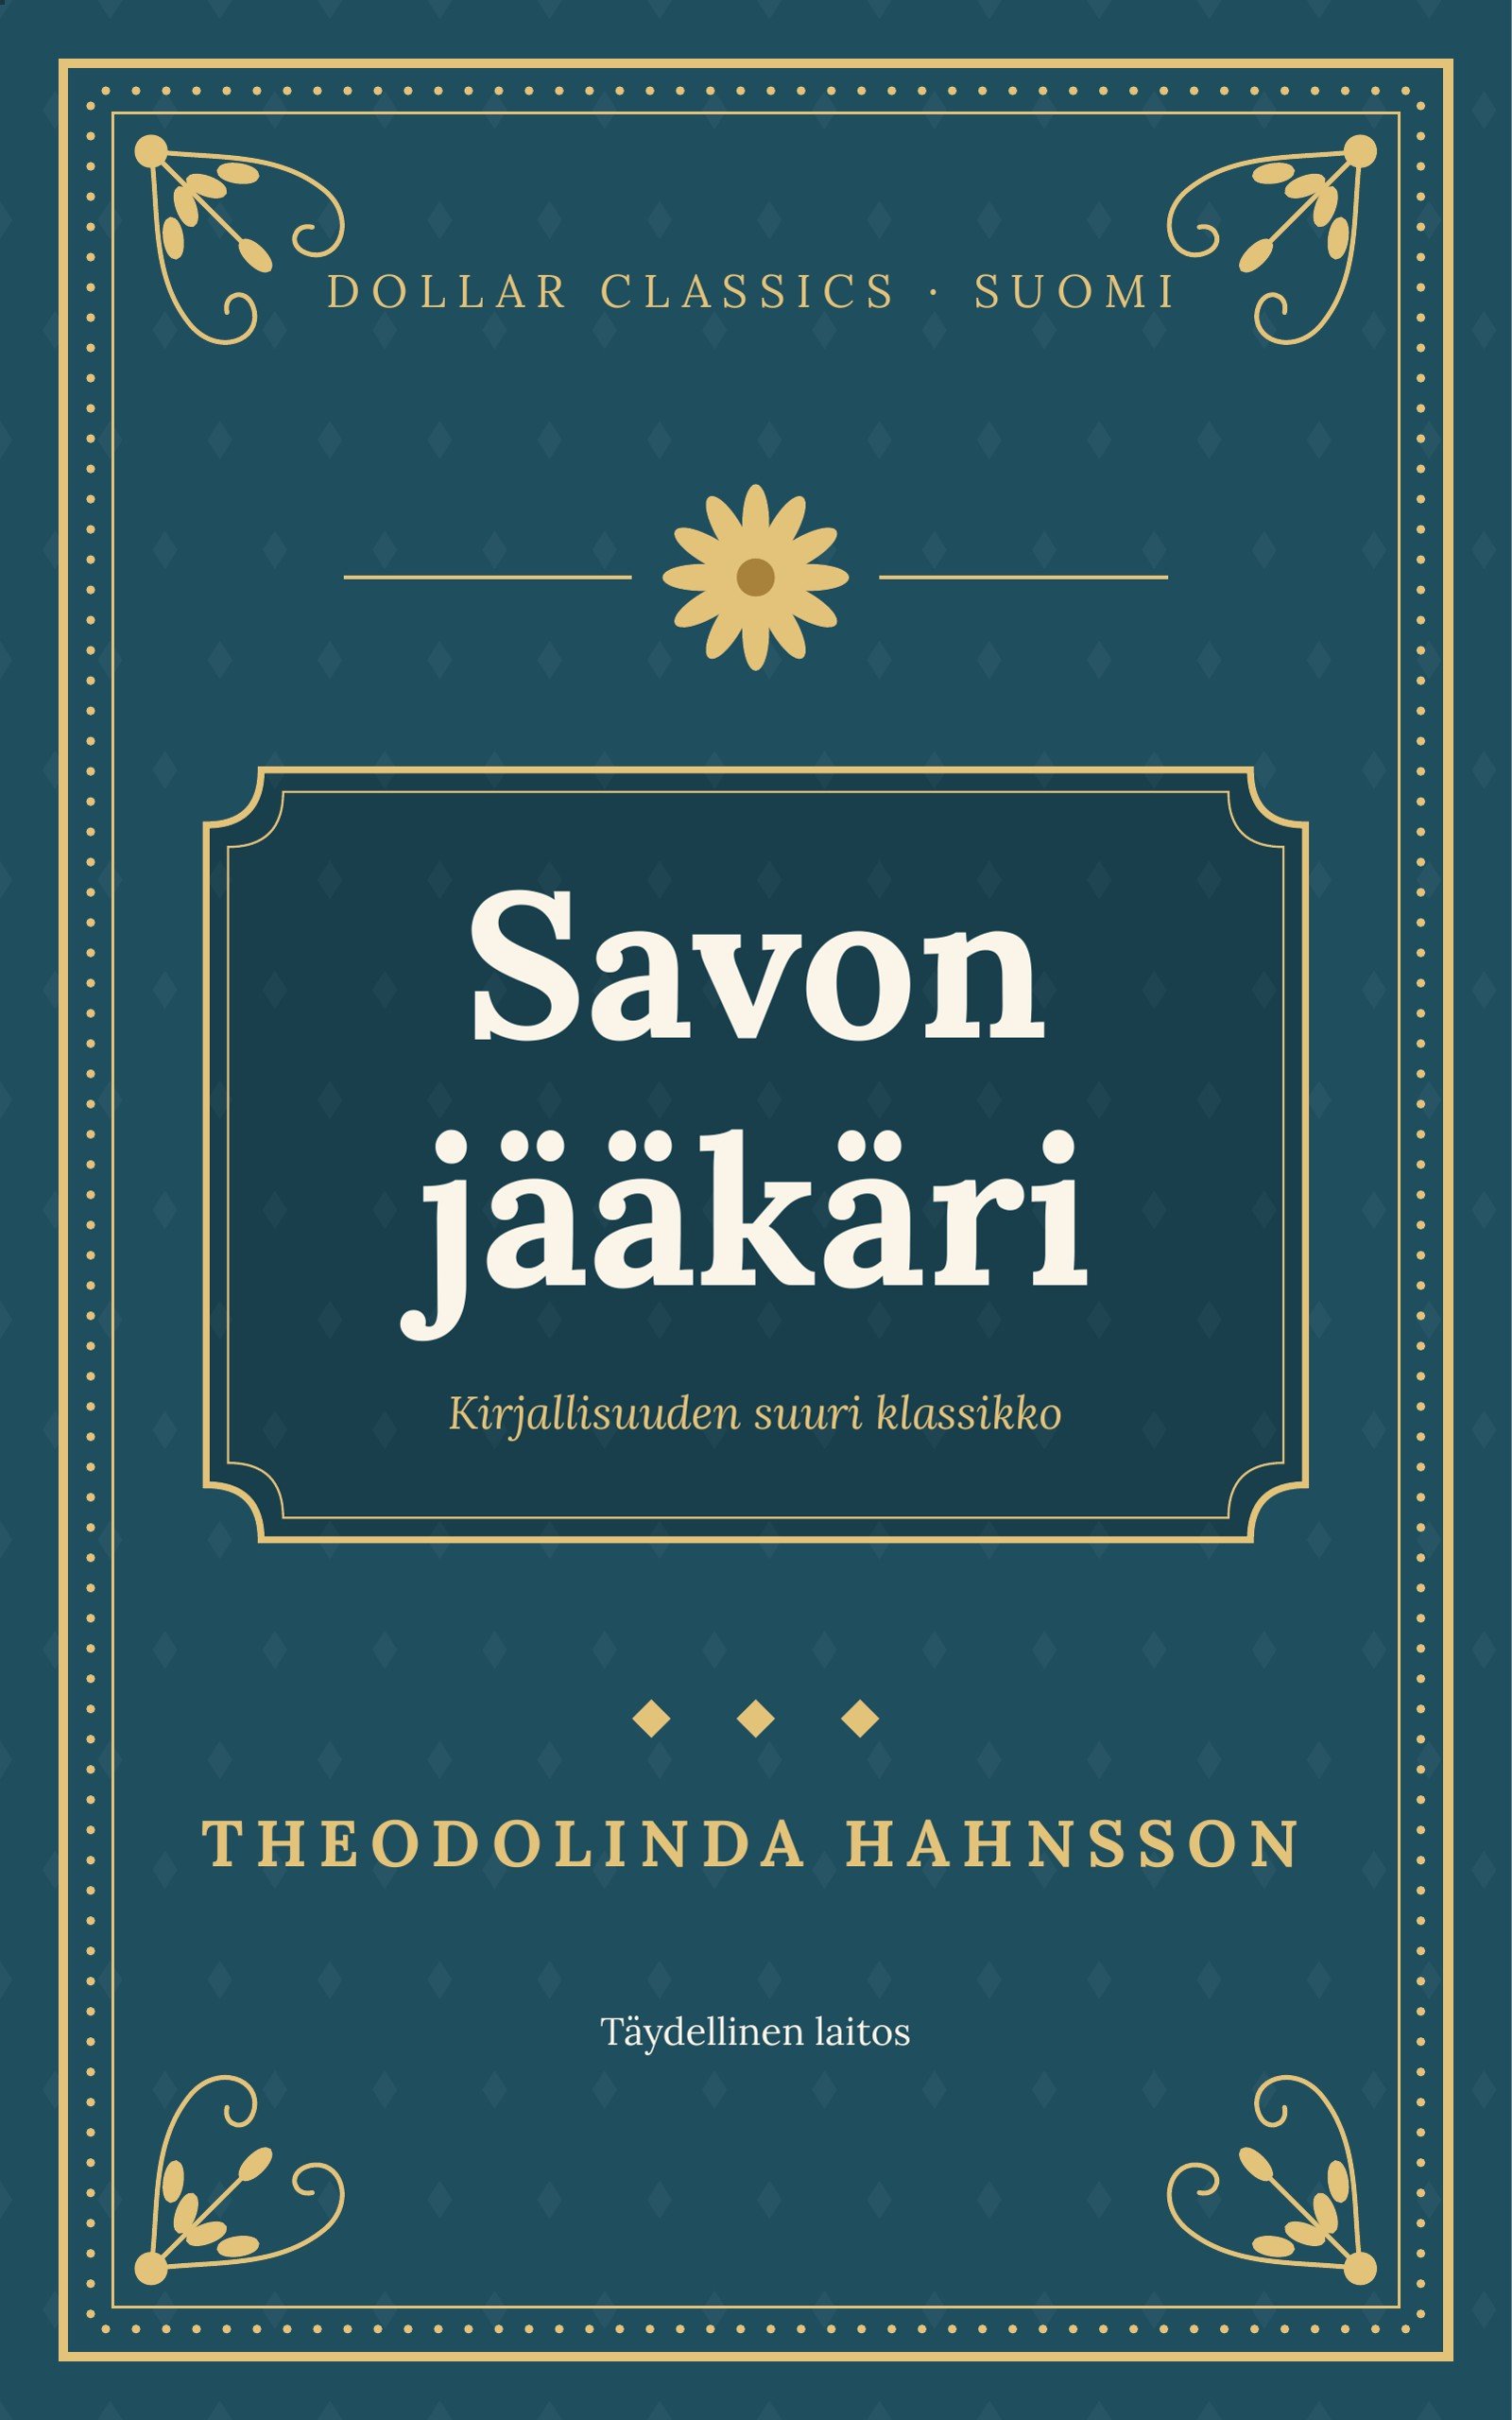 DOLLAR CLASSICS · SUOMI
Savon
jääkäri
Kirjallisuuden suuri klassikko
THEODOLINDA HAHNSSON
Täydellinen laitos